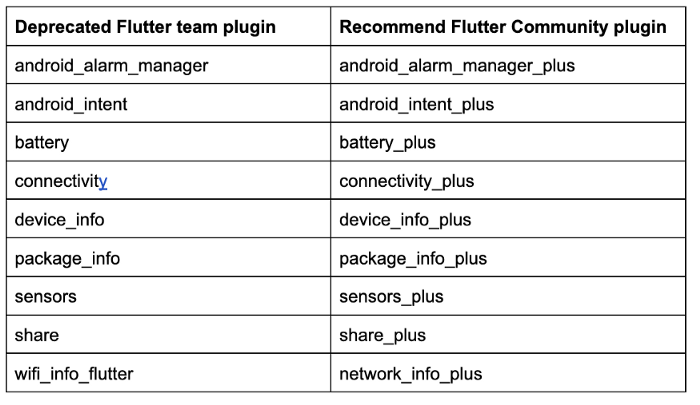 Deprecated Flutter team plugin Recommend Flutter Community plugin
android_alarm_manager android_alarm_manager_plus
android_intent android_intent_plus
battery battery_plus
connectivity connectivity_plus
device_info device_info_plus
package_info package_info_plus
sensors sensors_plus
share share_plus
wifi_info_flutter network_info_plus